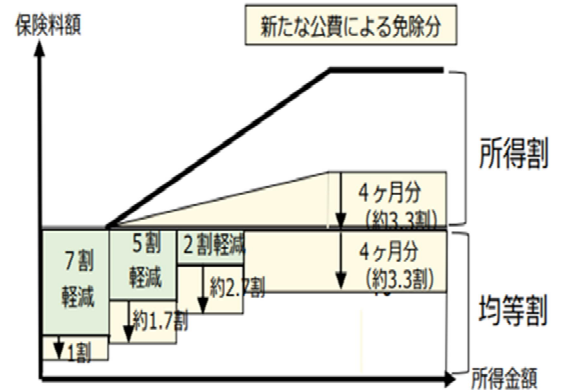 保険料額
新たな公費による免除分
所得割
4ヶ月分
(約3.3割)
7割
軽減
5割
軽減
2割軽減
4ヶ月分
(約3.3割)
約2.7割
約1.7割
1割
均等割
所得金額